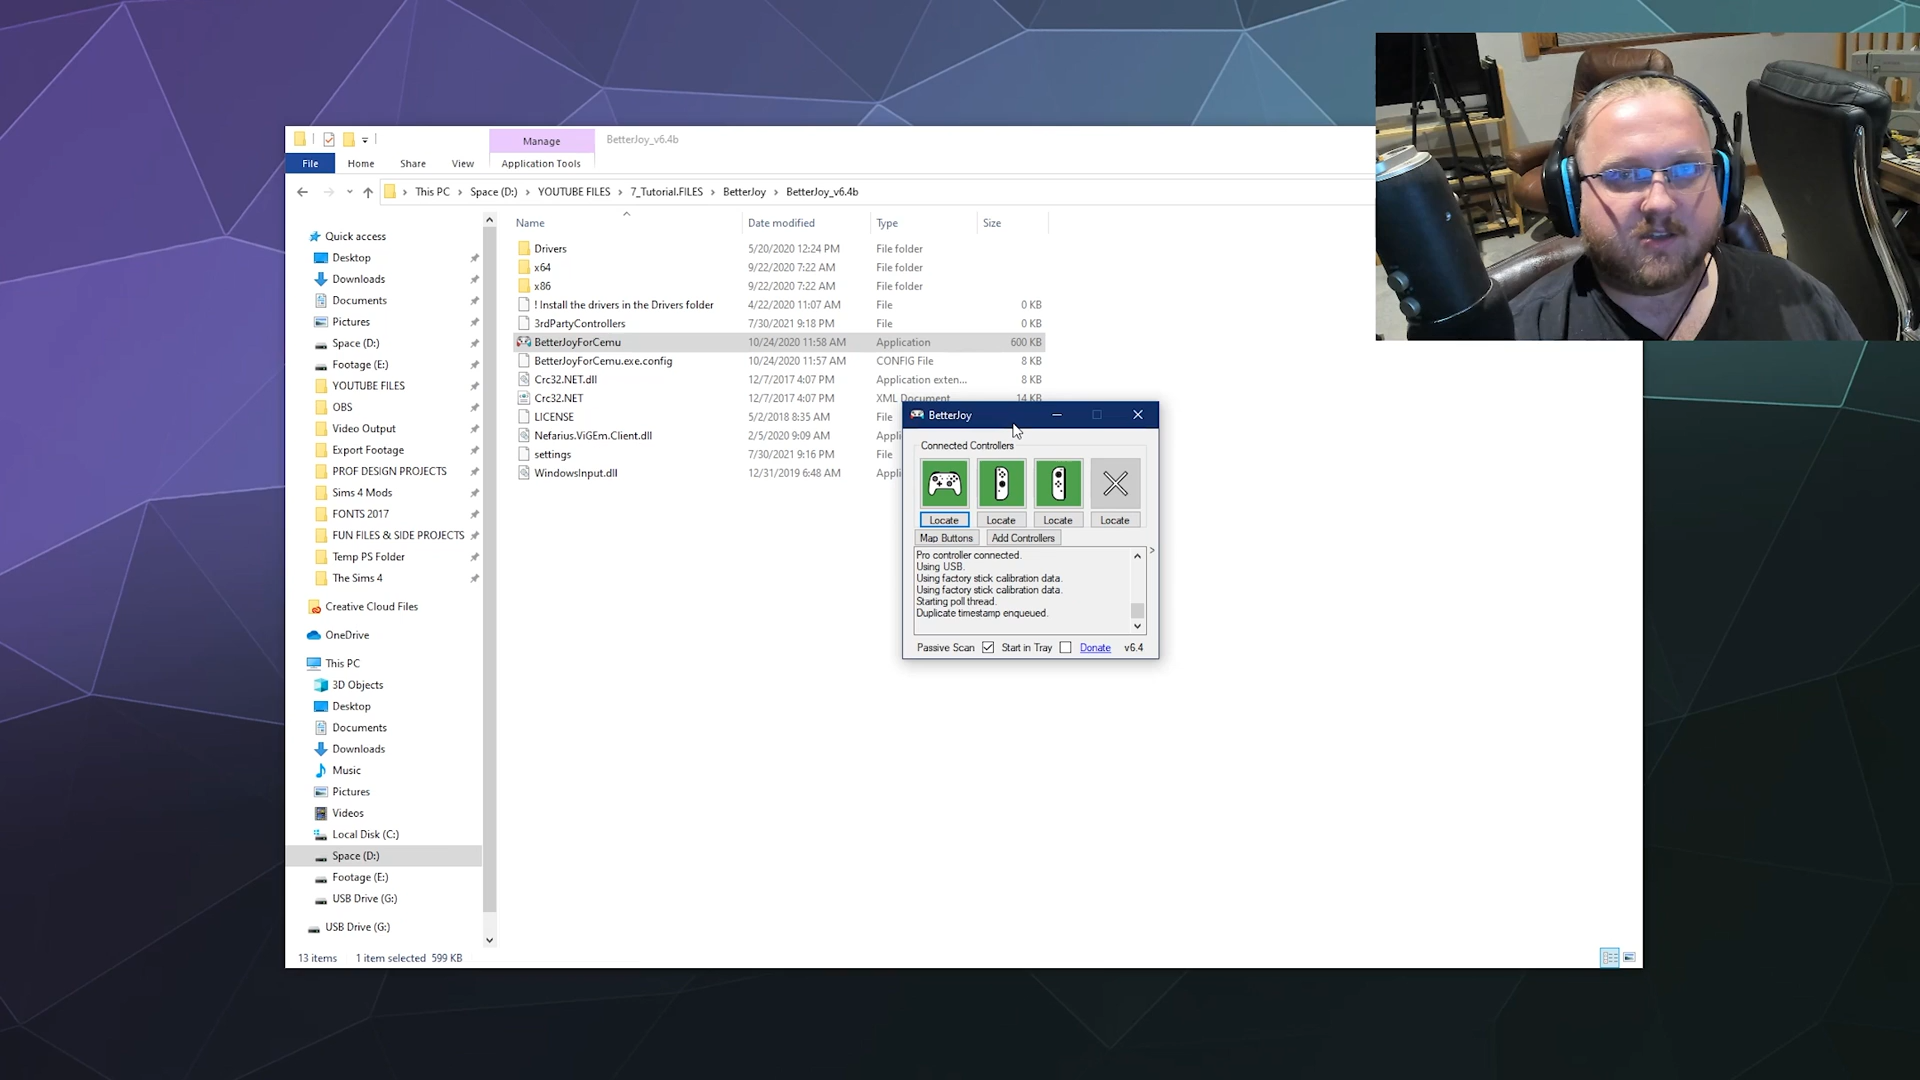 Manage
BetterJoy_v6.4b
File Home Share View Application Tools
This PC Space (D:) YOUTUBE FILES 7_Tutorial.FILES BetterJoy BetterJoy_v6.4b
Name Date modified Type Size
Drivers 5/20/2020 12:24 PM File folder
x64 9/22/2020 7:22 AM File folder
x86 9/22/2020 7:22 AM File folder
! Install the drivers in the Drivers folder 4/22/2020 11:07 AM File 0 KB
3rdPartyControllers 7/30/2021 9:18 PM File 0 KB
BetterJoyForCemu 10/24/2020 11:58 AM Application 600 KB
BetterJoyForCemu.exe.config 10/24/2020 11:57 AM CONFIG File 8 KB
Crc32.NET.dll 12/7/2017 4:07 PM Application exten... 8 KB
Crc32.NET 12/7/2017 4:07 PM XML Document 14 KB
LICENSE 5/2/2018 8:35 AM File
Nefarius.ViGEm.Client.dll 2/5/2020 9:09 AM Appli
settings 7/30/2021 9:16 PM File
WindowsInput.dll 12/31/2019 6:48 AM Appli
Quick access
Desktop
Downloads
Documents
Pictures
Space (D:)
Footage (E:)
YOUTUBE FILES
OBS
Video Output
Export Footage
PROF DESIGN PROJECTS
Sims 4 Mods
FONTS 2017
FUN FILES & SIDE PROJECTS
Temp PS Folder
The Sims 4
Creative Cloud Files
OneDrive
This PC
3D Objects
Desktop
Documents
Downloads
Music
Pictures
Videos
Local Disk (C:)
Space (D:)
Footage (E:)
USB Drive (G:)
USB Drive (G:)
13 items 1 item selected 599 KB
BetterJoy
Connected Controllers
Locate Locate Locate Locate
Map Buttons Add Controllers
Pro controller connected.
Using USB.
Using factory stick calibration data.
Using factory stick calibration data.
Starting poll thread.
Duplicate timestamp enqueued.
Passive Scan Start in Tray Donate v6.4